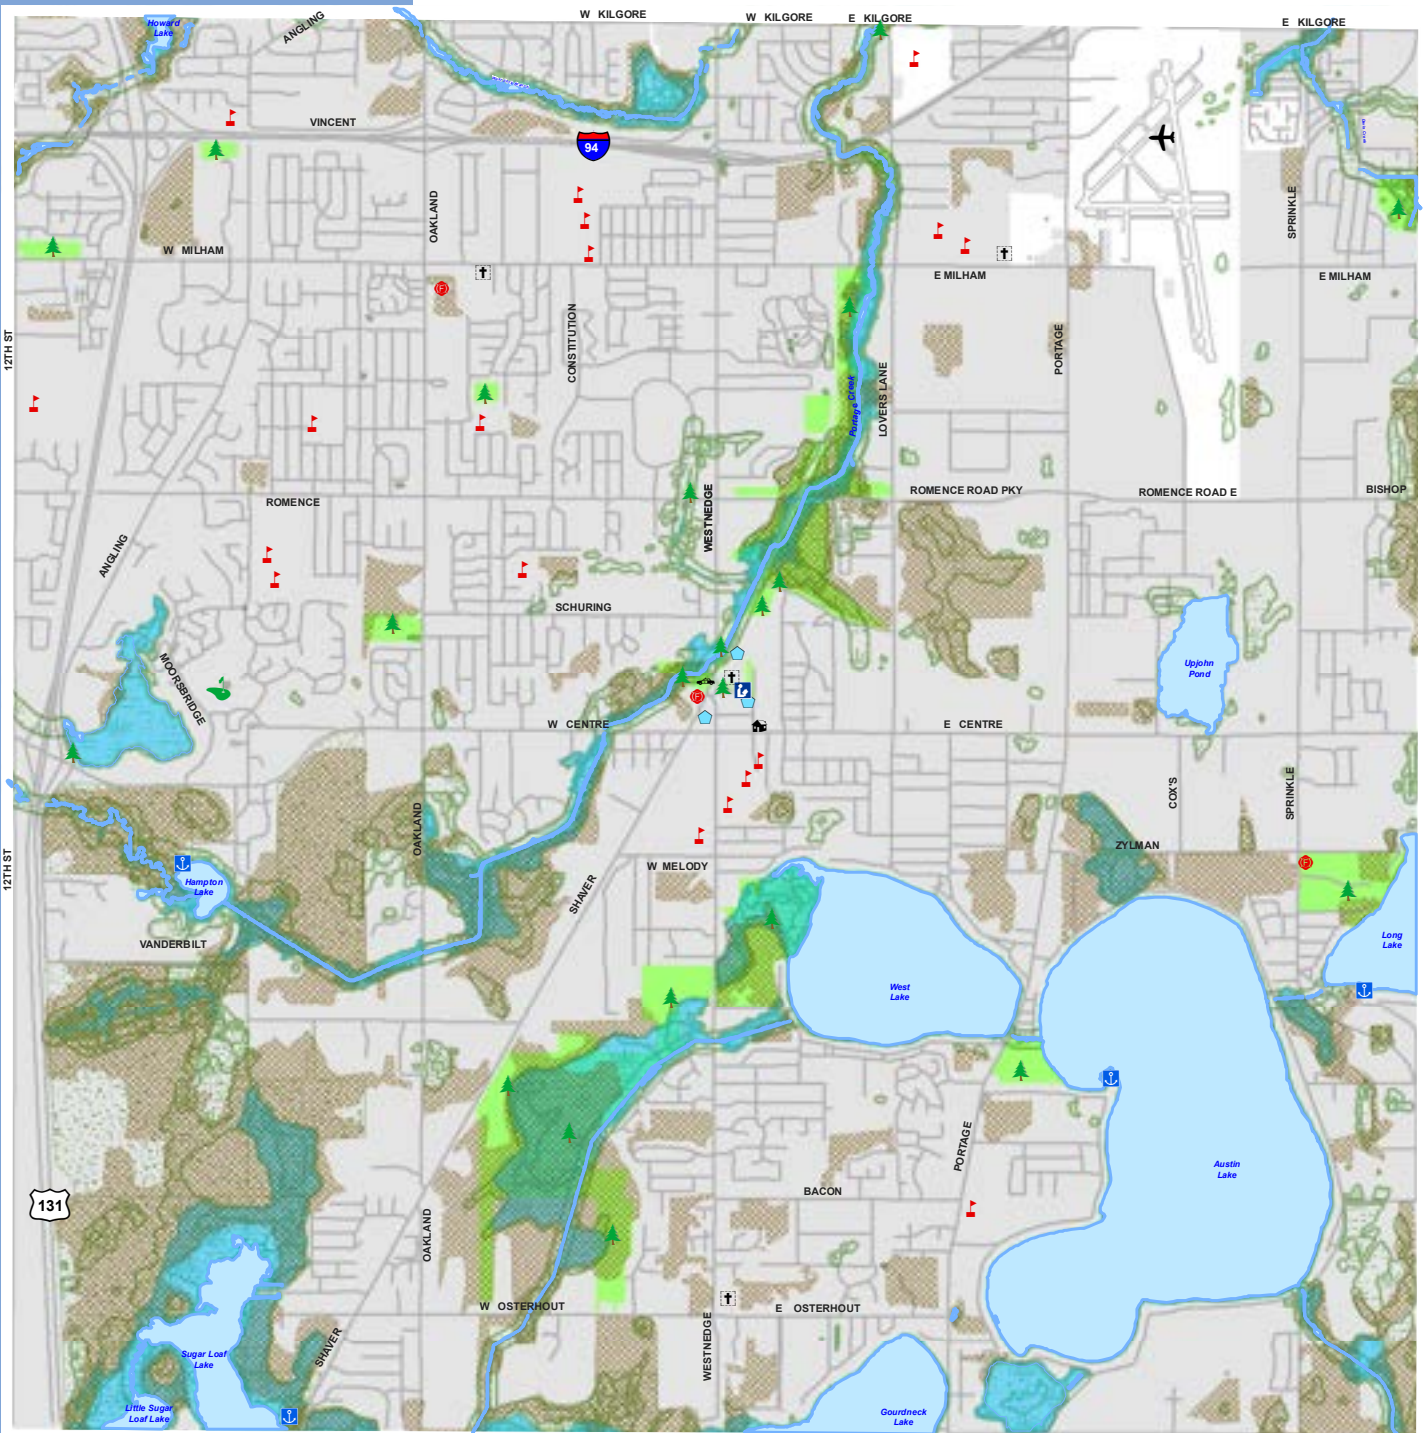 W KILGORE
W KILGORE
E KILGORE
E KILGORE
Howard
Lake
ANGLING
VINCENT
94
OAKLAND
SPRINKLE
W MILHAM
E MILHAM
E MILHAM
12TH ST
CONSTITUTION
PORTAGE
LOVERS LANE
Portage Creek
F
ROMENCE
WESTNEDGE
ROMENCE ROAD PKY
ROMENCE ROAD E
BISHOP
ANGLING
SCHURING
MOORSBRIDGE
Upjohn
Pond
F
W CENTRE
E CENTRE
OAKLAND
COX'S
SPRINKLE
12TH ST
ZYLMAN
W MELODY
F
Hampton
Lake
SHAVER
VANDERBILT
Long
Lake
West
Lake
PORTAGE
Austin
Lake
BACON
131
OAKLAND
W OSTERHOUT
E OSTERHOUT
SHAVER
WESTNEDGE
Sugar Loaf
Lake
Little Sugar
Loaf Lake
Gourdneck
Lake